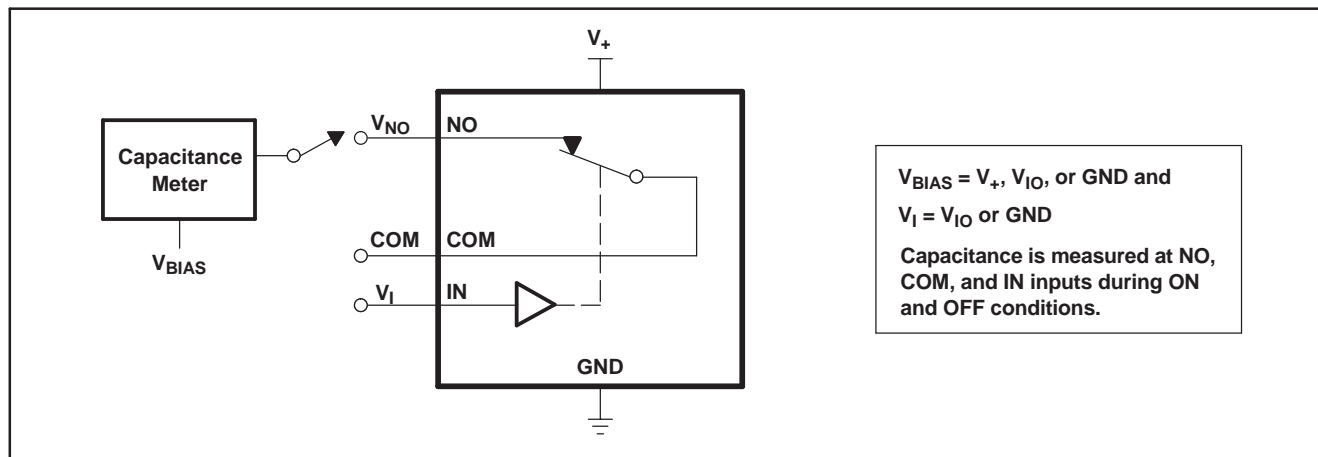 V+
VNO
NO
Capacitance
Meter
COM
COM
VBIAS
VI
IN
GND
VBIAS = V+, VIO, or GND and
VI = VIO or GND
Capacitance is measured at NO,
COM, and IN inputs during ON
and OFF conditions.